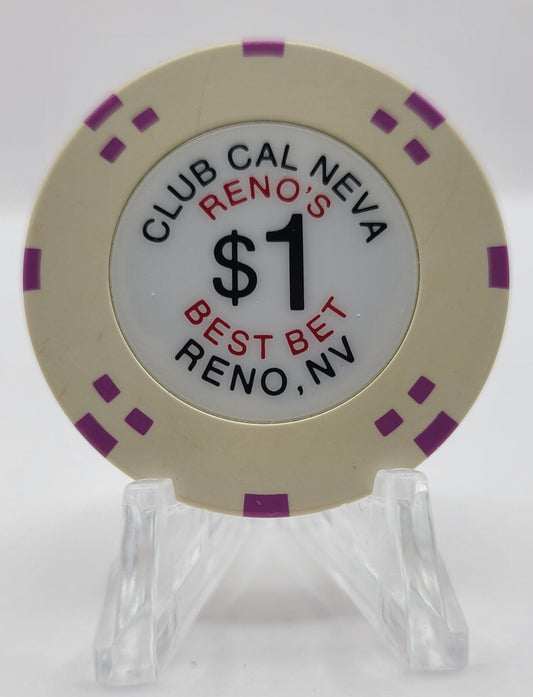 CLUB CAL NEVA
RENO'S
$1
BEST BET
RENO, NV